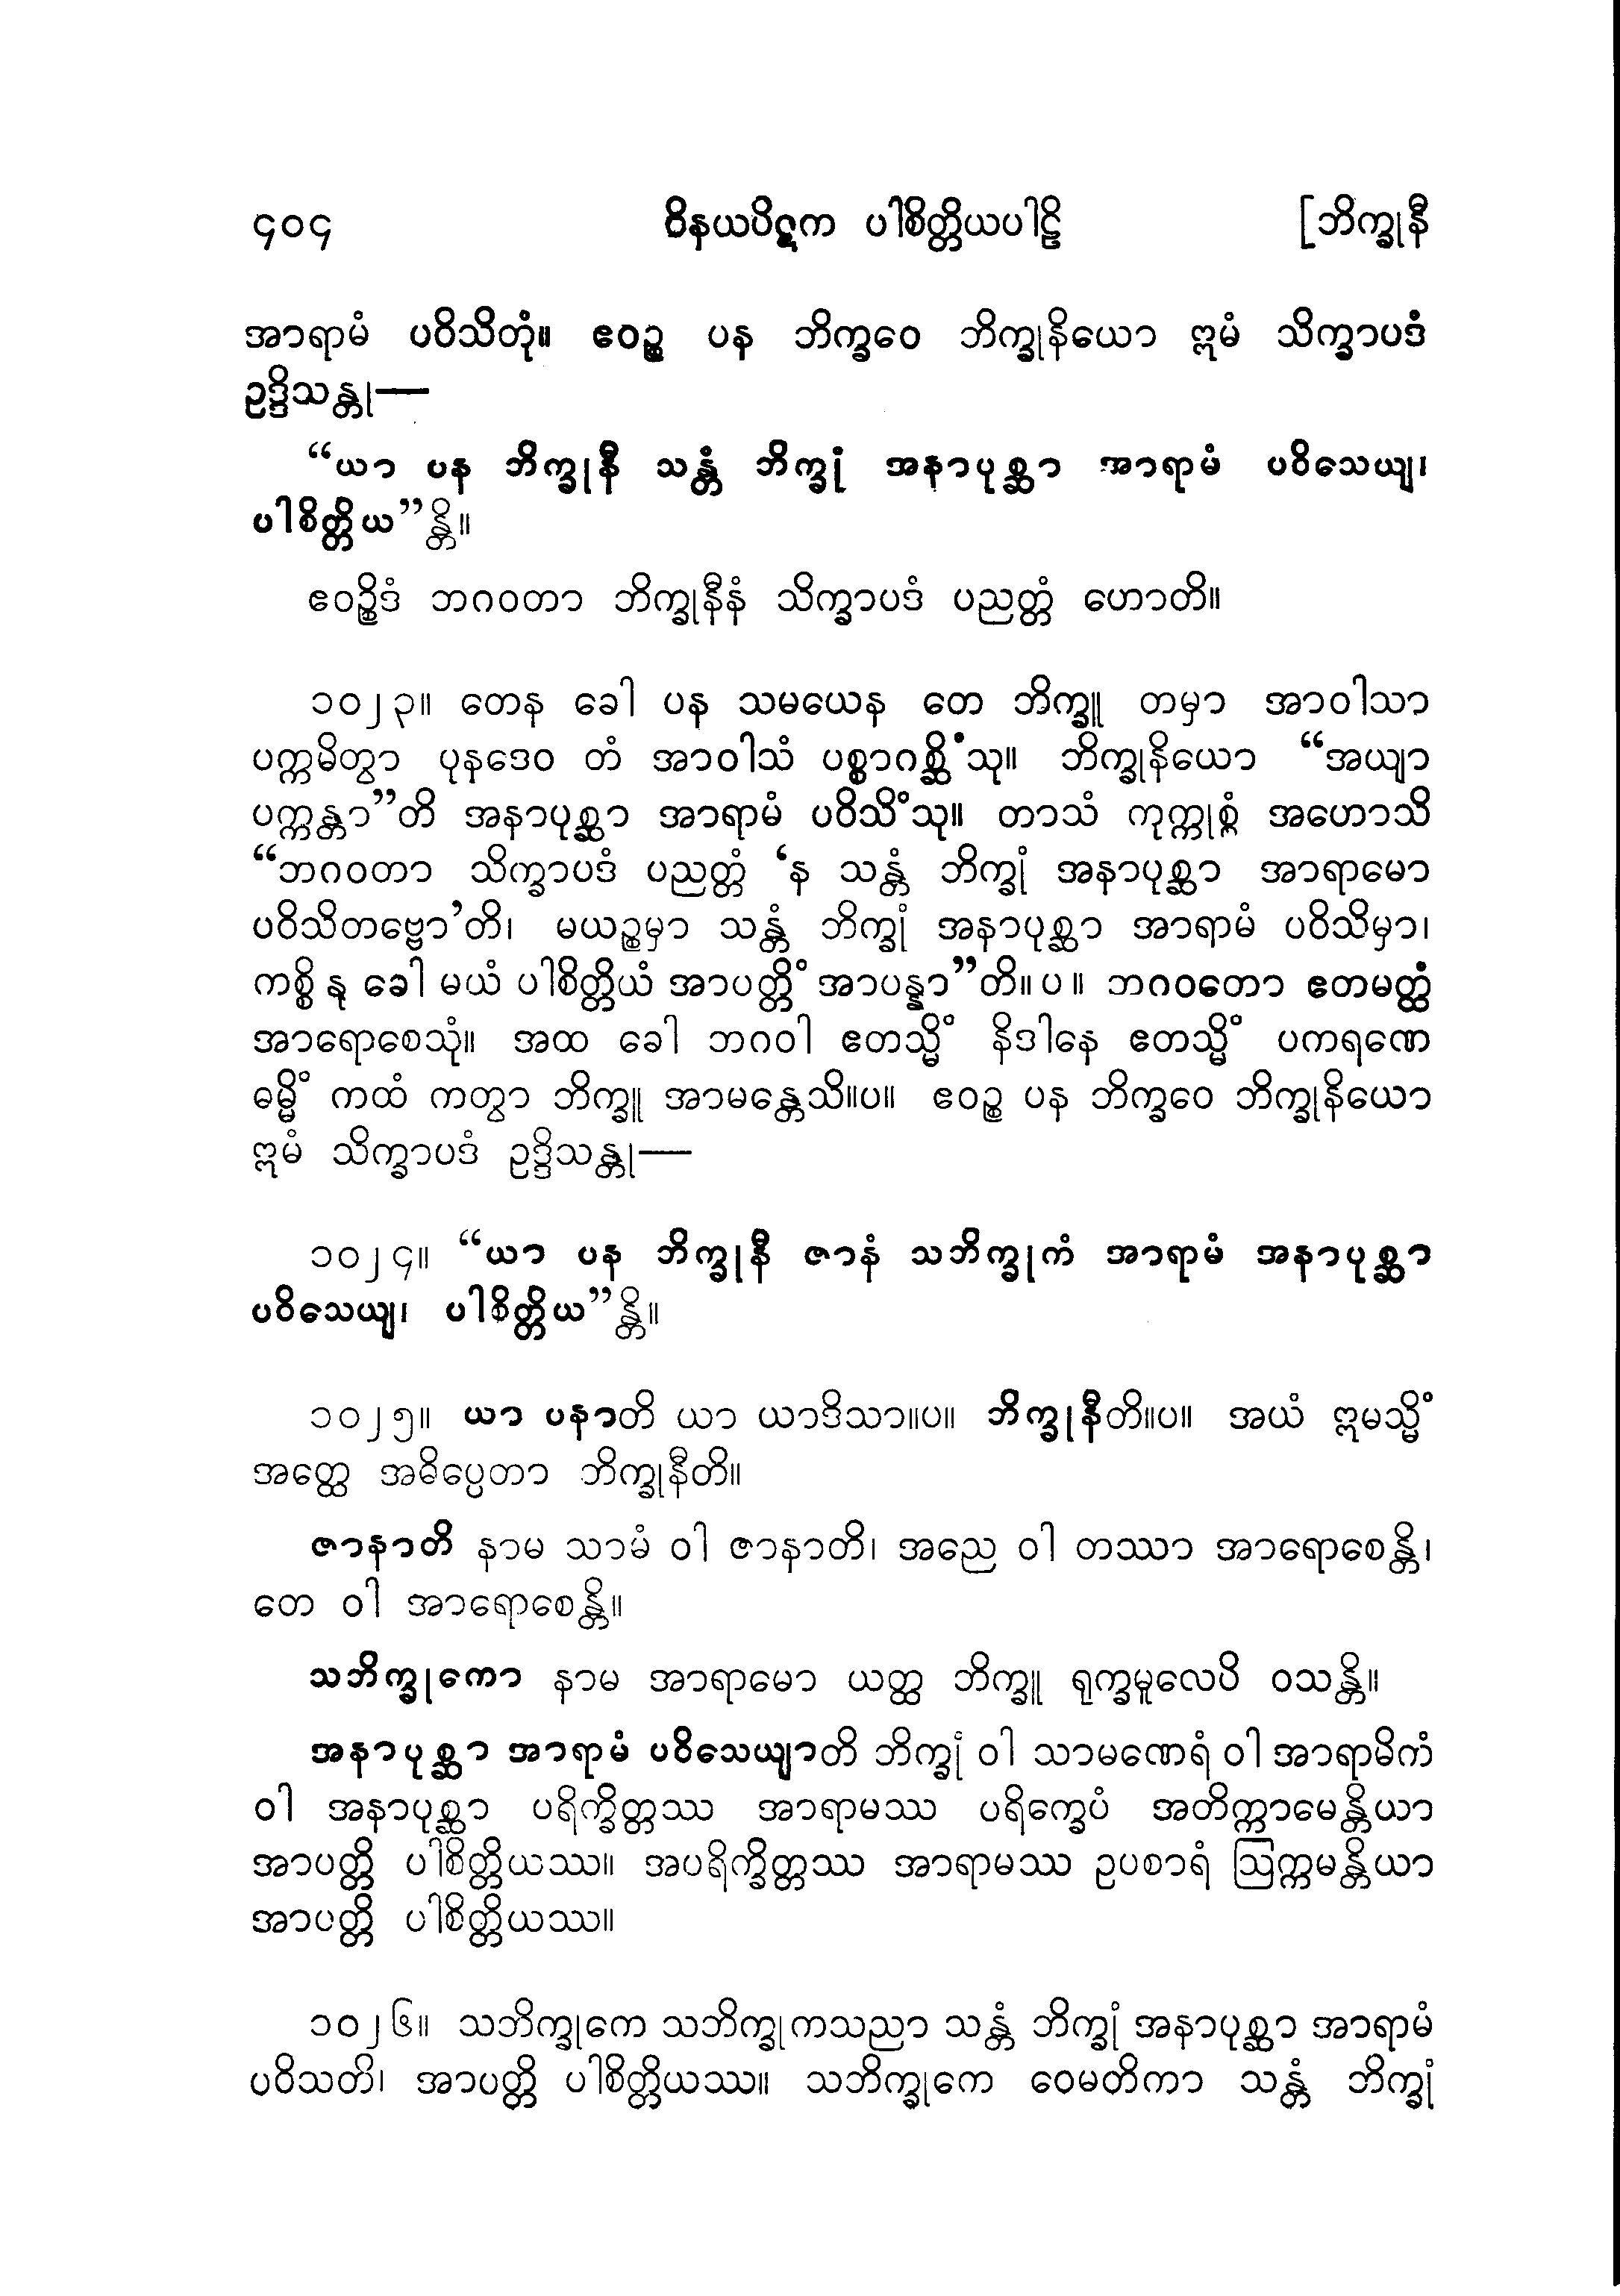 ၄၀၄ ဝိနယပိဋက ပါစိတ္တိယပါဠိ [ဘိက္ခုနီ
အာရာမံ ပဝိသိတုံ။ ဧဝဉ္စ ပန ဘိက္ခဝေ ဘိက္ခုနိယော ဣမံ သိက္ခာပဒံ
ဥဒ္ဒိသန္တု—
“ယာ ပန ဘိက္ခုနီ သန္တံ ဘိက္ခုံ အနာပုစ္ဆာ အာရာမံ ပဝိသေယျ၊
ပါစိတ္တိယ”န္တိ။
ဧဝဉ္စိဒံ ဘဂဝတာ ဘိက္ခုနီနံ သိက္ခာပဒံ ပညတ္တံ ဟောတိ။
၁၀၂၃။ တေန ခေါ ပန သမယေန တေ ဘိက္ခူ တမှာ အာဝါသာ
ပက္ကမိတွာ ပုနဒေဝ တံ အာဝါသံ ပစ္စာဂစ္ဆိံသု။ ဘိက္ခုနိယော “အယျာ
ပက္ကန္တာ”တိ အနာပုစ္ဆာ အာရာမံ ပဝိသိံသု။ တာသံ ကုက္ကုစ္စံ အဟောသိ
“ဘဂဝတာ သိက္ခာပဒံ ပညတ္တံ ‘န သန္တံ ဘိက္ခုံ အနာပုစ္ဆာ အာရာမော
ပဝိသိတဗ္ဗော’တိ၊ မယဉ္စမှာ သန္တံ ဘိက္ခုံ အနာပုစ္ဆာ အာရာမံ ပဝိသိမှာ၊
ကစ္စိ နု ခေါ မယံ ပါစိတ္တိယံ အာပတ္တိံ အာပန္နာ”တိ။ပ။ ဘဂဝတော ဧတမတ္ထံ
အာရောစေသုံ။ အထ ခေါ ဘဂဝါ ဧတသ္မိံ နိဒါနေ ဧတသ္မိံ ပကရဏေ
ဓမ္မိံ ကထံ ကတွာ ဘိက္ခူ အာမန္တေသိ။ပ။ ဧဝဉ္စ ပန ဘိက္ခဝေ ဘိက္ခုနိယော
ဣမံ သိက္ခာပဒံ ဥဒ္ဒိသန္တု—
၁၀၂၄။ “ယာ ပန ဘိက္ခုနီ ဇာနံ သဘိက္ခုကံ အာရာမံ အနာပုစ္ဆာ
ပဝိသေယျ၊ ပါစိတ္တိယ”န္တိ။
၁၀၂၅။ ယာ ပနာတိ ယာ ယာဒိသာ။ပ။ ဘိက္ခုနီတိ။ပ။ အယံ ဣမသ္မိံ
အတ္ထေ အဓိပ္ပေတာ ဘိက္ခုနီတိ။
ဇာနာတိ နာမ သာမံ ဝါ ဇာနာတိ၊ အညေ ဝါ တဿာ အာရောစေန္တိ၊
တေ ဝါ အာရောစေန္တိ။
သဘိက္ခုကော နာမ အာရာမော ယတ္ထ ဘိက္ခူ ရုက္ခမူလေပိ ဝသန္တိ။
အနာပုစ္ဆာ အာရာမံ ပဝိသေယျာတိ ဘိက္ခုံ ဝါ သာမဏေရံ ဝါ အာရာမိကံ
ဝါ အနာပုစ္ဆာ ပရိက္ခိတ္တဿ အာရာမဿ ပရိက္ခေပံ အတိက္ကာမေန္တိယာ
အာပတ္တိ ပါစိတ္တိယဿ။ အပရိက္ခိတ္တဿ အာရာမဿ ဥပစာရံ ဩက္ကမန္တိယာ
အာပတ္တိ ပါစိတ္တိယဿ။
၁၀၂၆။ သဘိက္ခုကေ သဘိက္ခုကသညာ သန္တံ ဘိက္ခုံ အနာပုစ္ဆာ အာရာမံ
ပဝိသတိ၊ အာပတ္တိ ပါစိတ္တိယဿ။ သဘိက္ခုကေ ဝေမတိကာ သန္တံ ဘိက္ခုံ